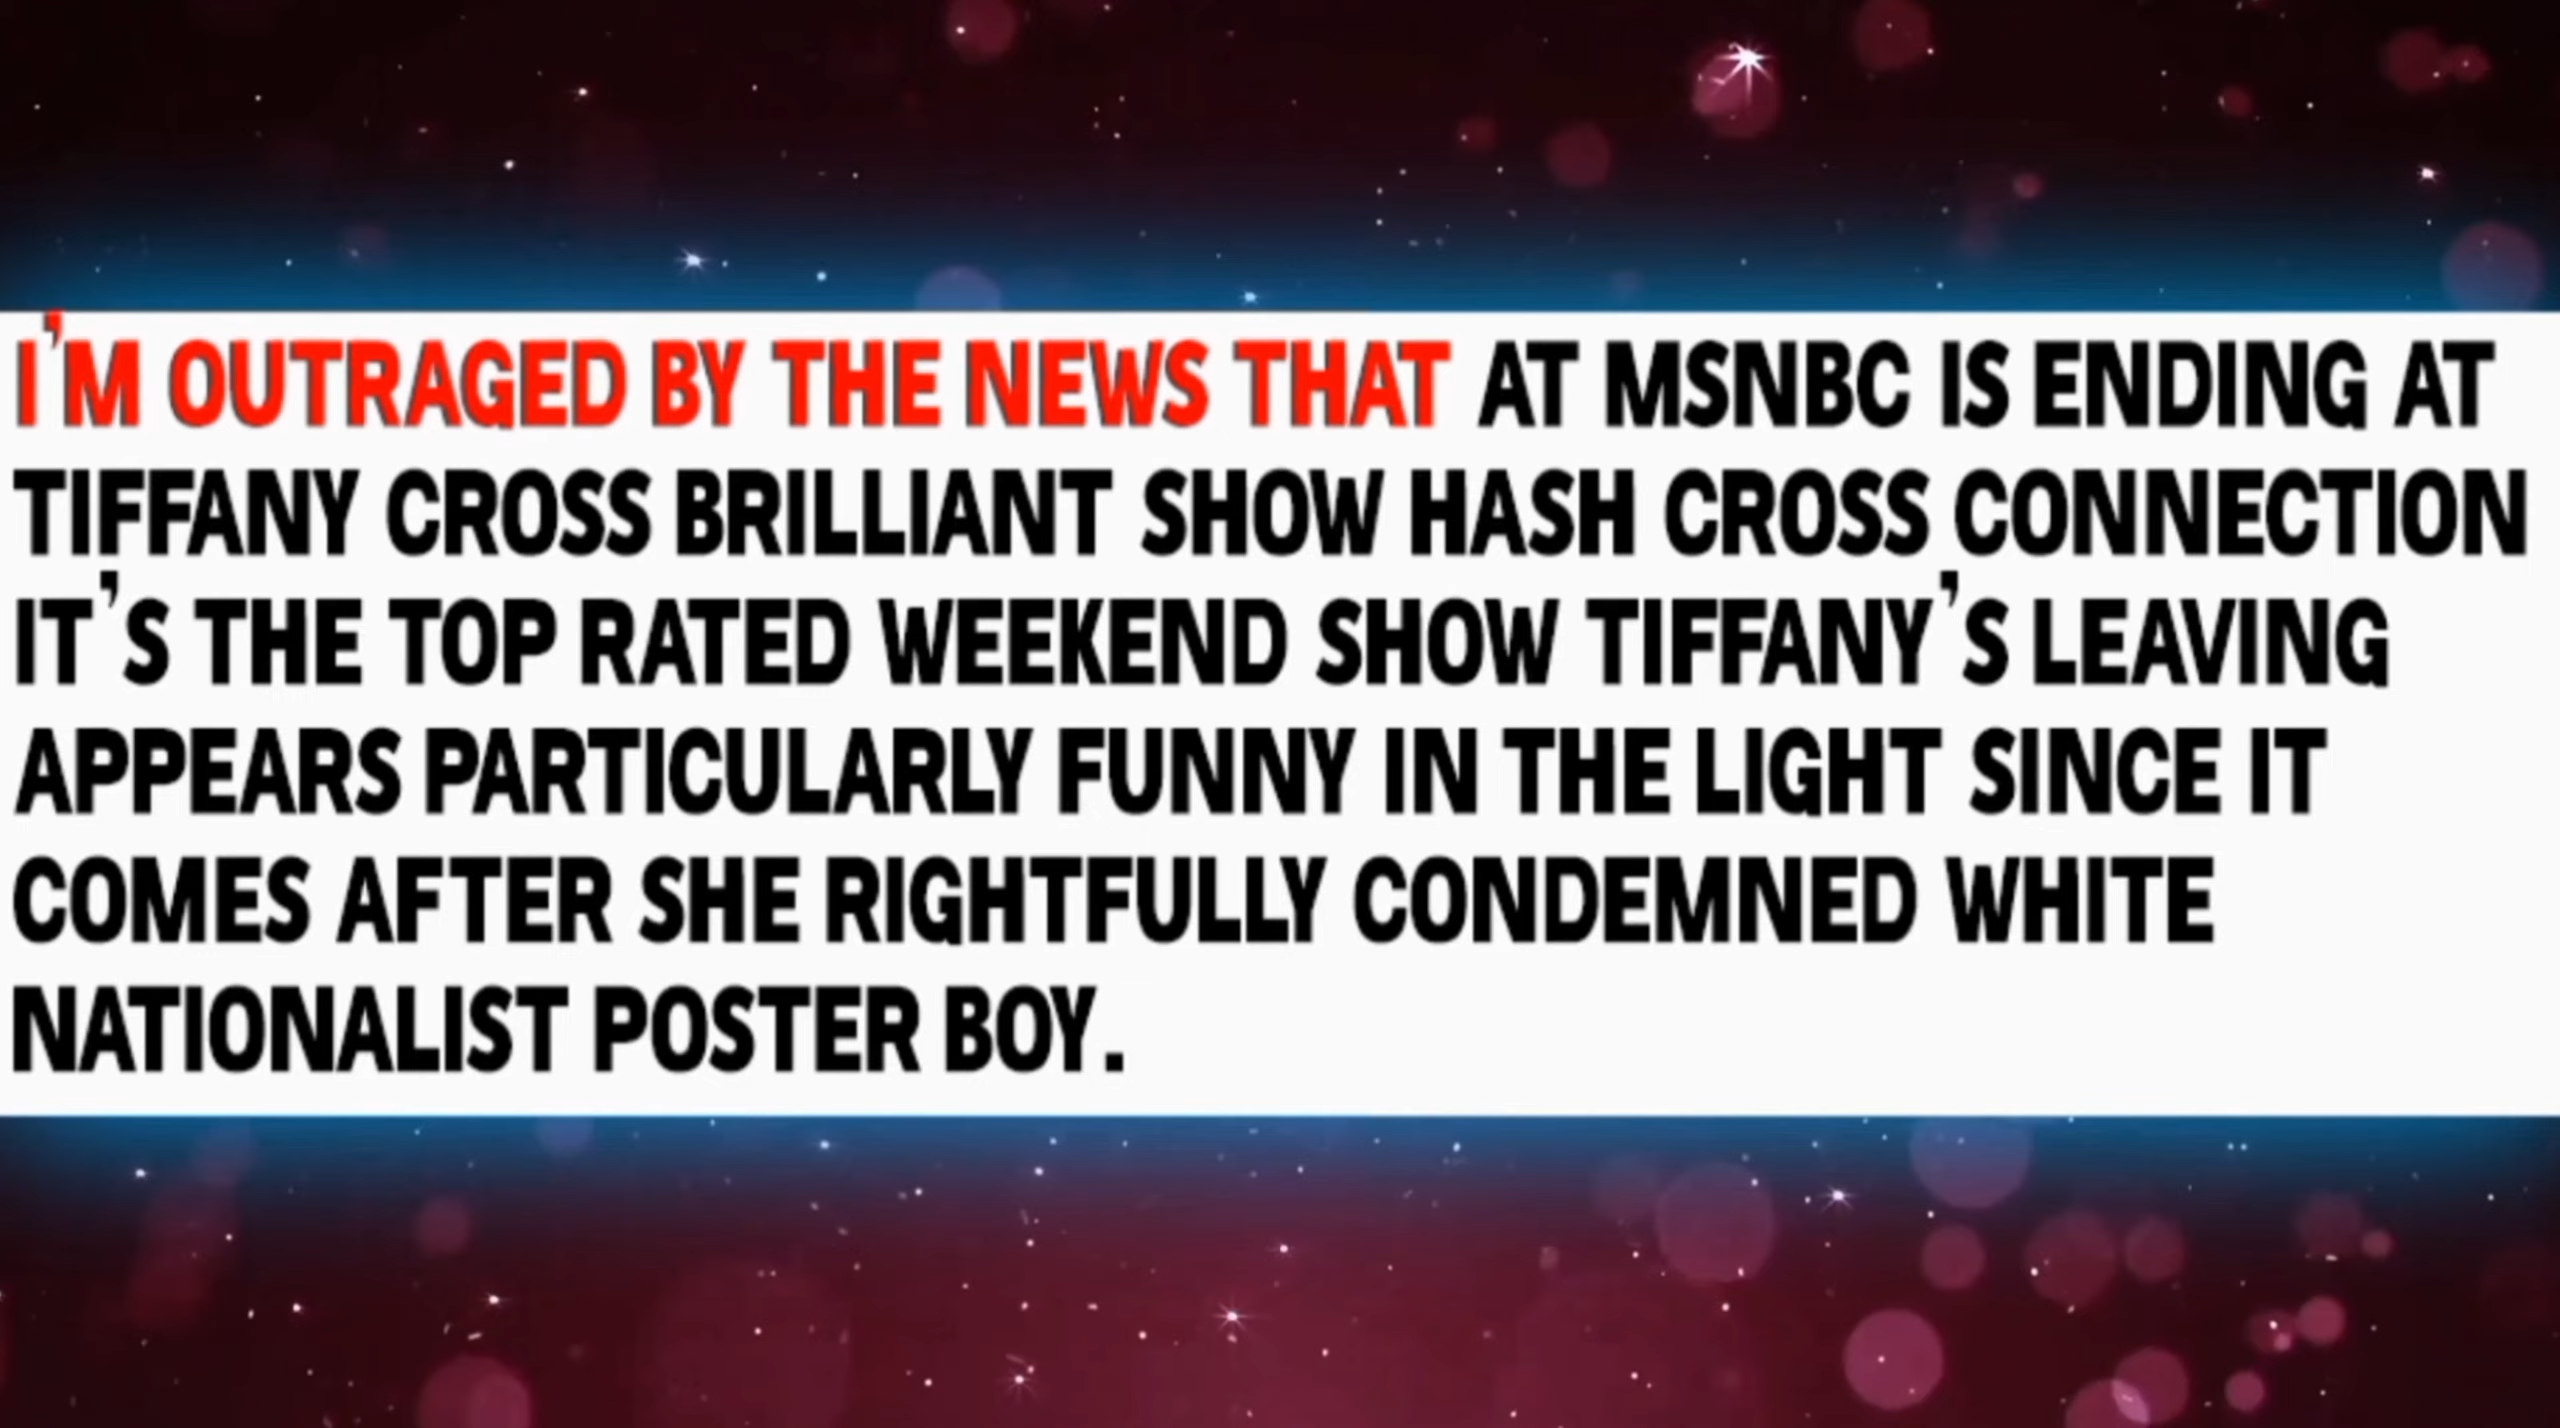 I'M OUTRAGED BY THE NEWS THAT AT MSNBC IS ENDING AT
TIFFANY CROSS BRILLIANT SHOW HASH CROSS CONNECTION
IT'S THE TOP RATED WEEKEND SHOW TIFFANY'S LEAVING
APPEARS PARTICULARLY FUNNY IN THE LIGHT SINCE IT
COMES AFTER SHE RIGHTFULLY CONDEMNED WHITE
NATIONALIST POSTER BOY.